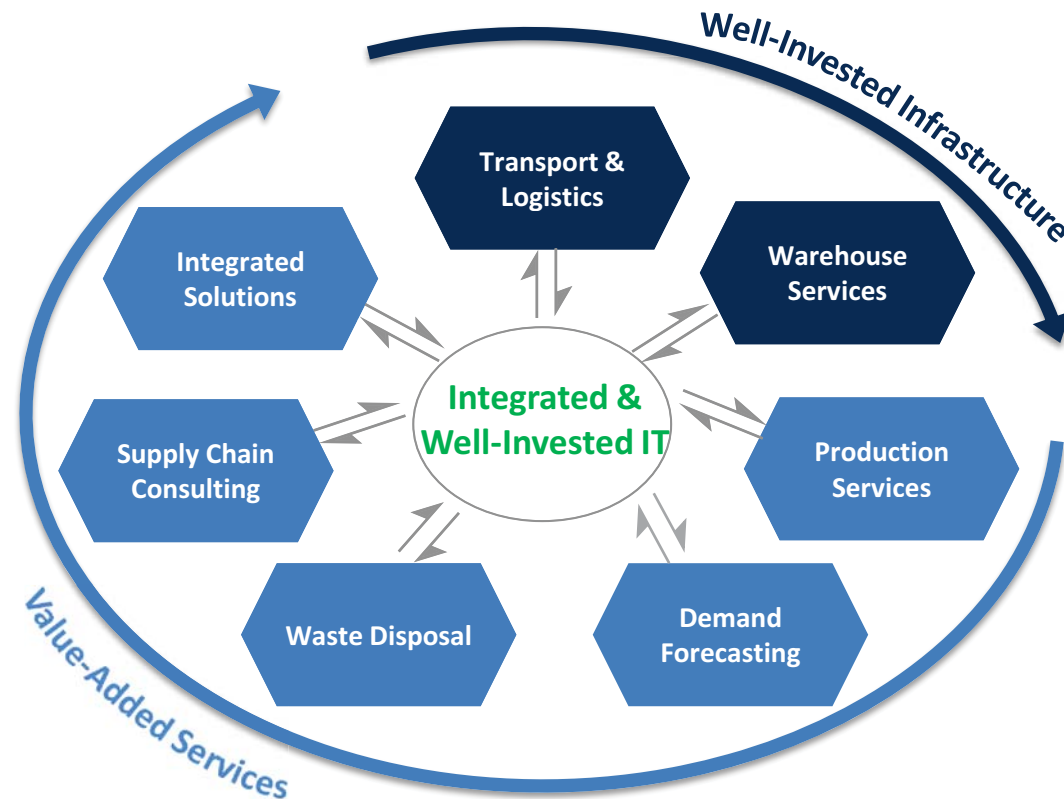 Well-Invested Infrastructure
Transport &
Logistics
Integrated
Solutions
Warehouse
Services
Integrated &
Well-Invested IT
Supply Chain
Consulting
Production
Services
Waste Disposal
Demand
Forecasting
Value-Added Services